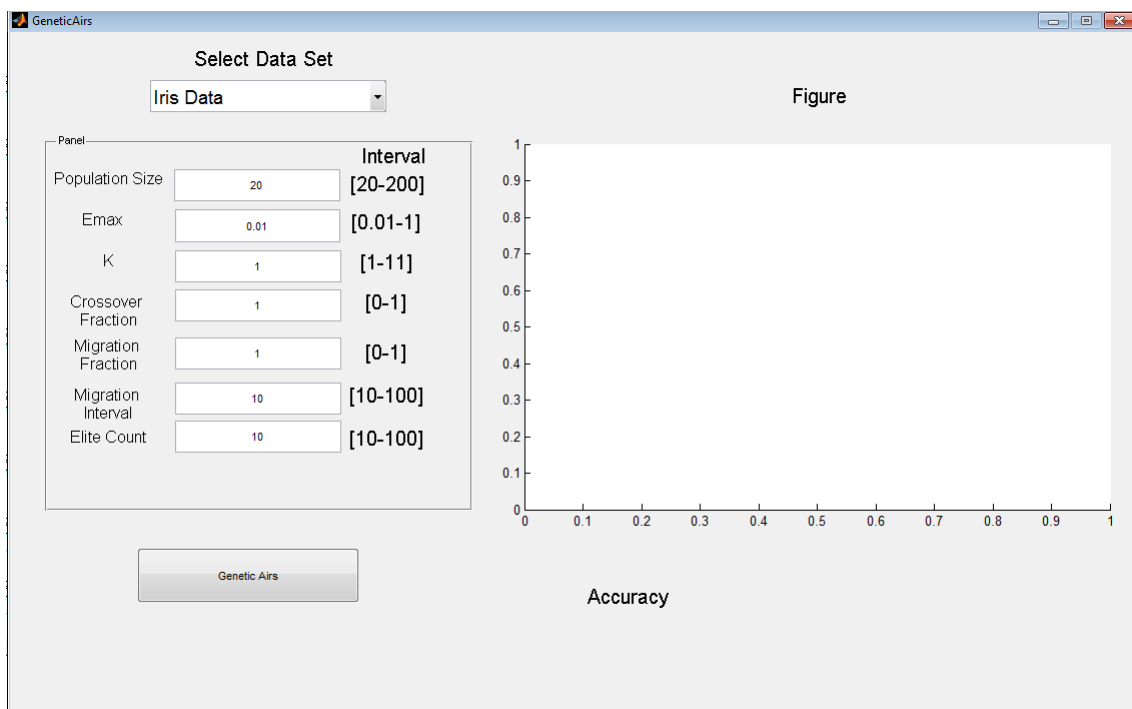 GeneticAirs
Select Data Set
Iris Data
Figure
Panel
Interval
Population Size
20
[20-200]
Emax
0.01
[0.01-1]
K
1
[1-11]
Crossover
Fraction
1
[0-1]
Migration
Fraction
1
[0-1]
Migration
Interval
10
[10-100]
Elite Count
10
[10-100]
Genetic Airs
1
0.9
0.8
0.7
0.6
0.5
0.4
0.3
0.2
0.1
0
0 0.1 0.2 0.3 0.4 0.5 0.6 0.7 0.8 0.9 1
Accuracy